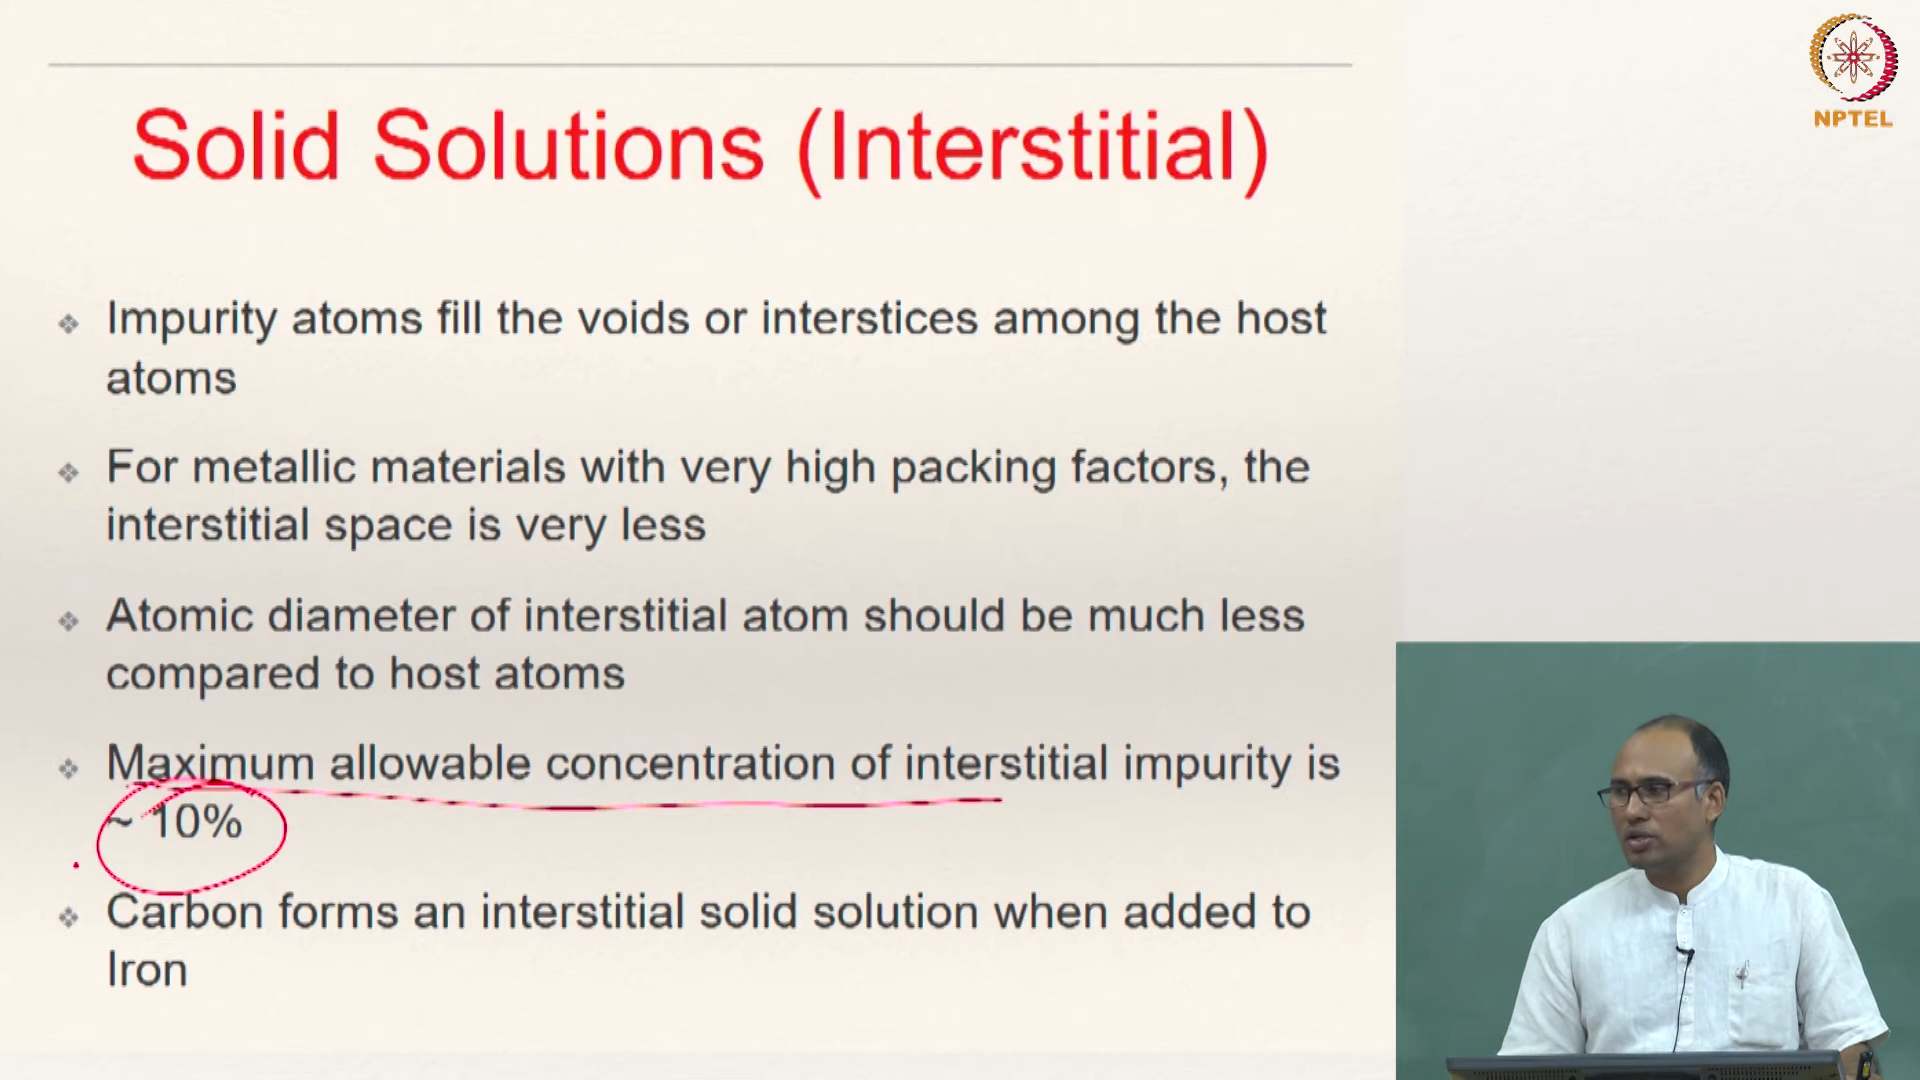 Solid Solutions (Interstitial)
Impurity atoms fill the voids or interstices among the host
atoms
For metallic materials with very high packing factors, the
interstitial space is very less
Atomic diameter of interstitial atom should be much less
compared to host atoms
Maximum allowable concentration of interstitial impurity is
~ 10%
Carbon forms an interstitial solid solution when added to
Iron
NPTEL